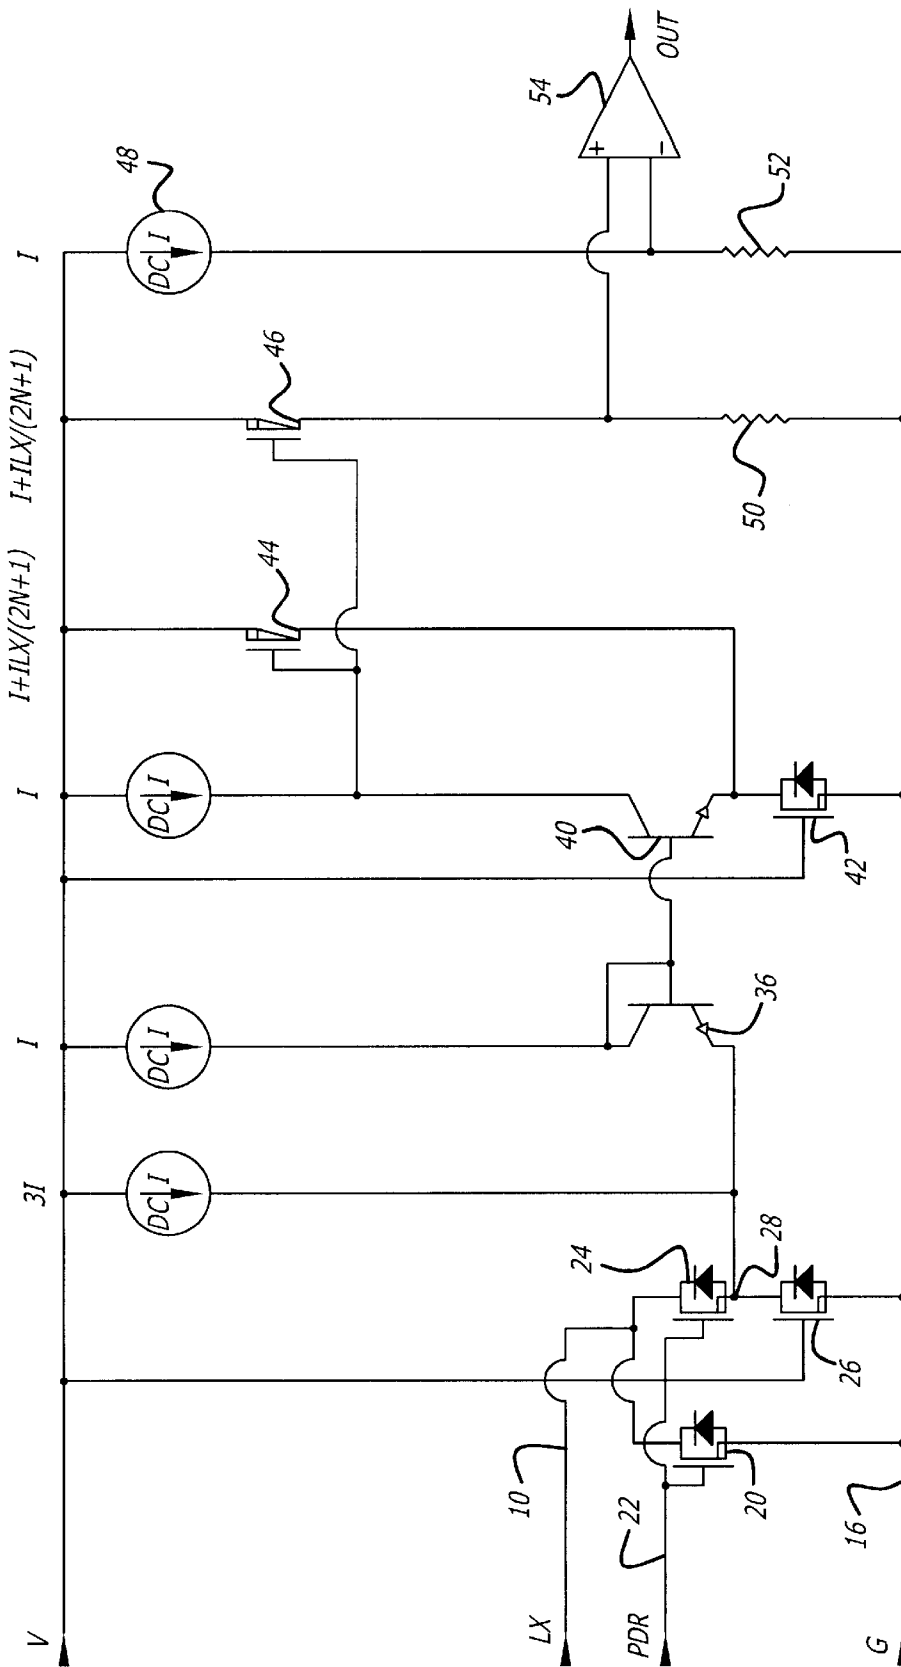 V
3I
I
I
I+ILX/(2N+1)
I+ILX/(2N+1)
I
DC I
DC I
DC I
DC I
48
44
46
54
+
−
OUT
LX
10
PDR
22
20
24
28
26
36
40
42
50
52
G
16